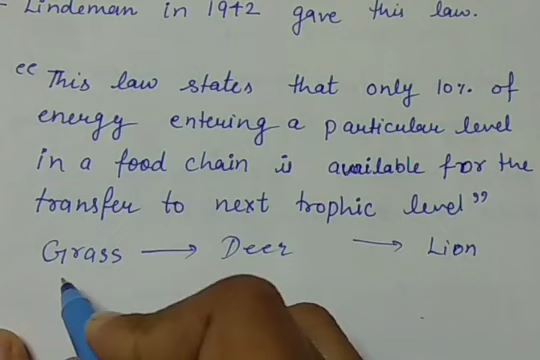 - Lindeman in 1942 gave this law.
"This law states that only 10% of
energy entering a particular level
in a food chain is available for the
transfer to next trophic level"
Grass → Deer → Lion